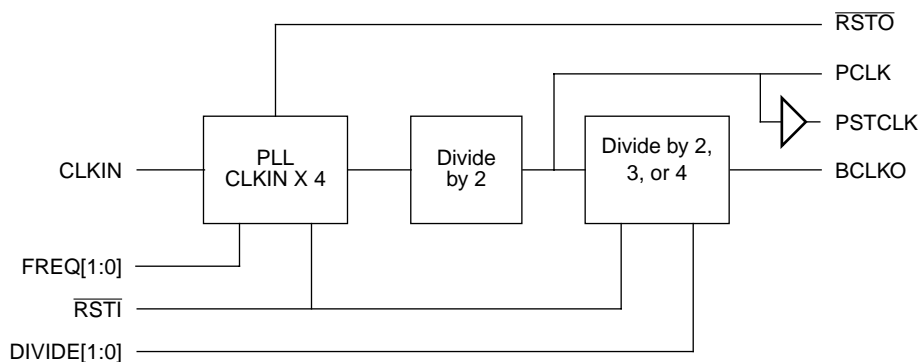 RSTO
PCLK
PSTCLK
PLL
CLKIN X 4
Divide
by 2
Divide by 2,
3, or 4
CLKIN
BCLKO
FREQ[1:0]
RSTI
DIVIDE[1:0]